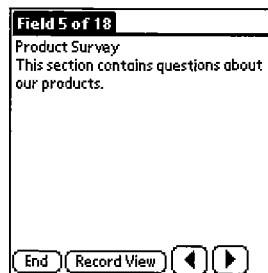 Field 5 of 18
Product Survey
This section contains questions about
our products.
End Record View